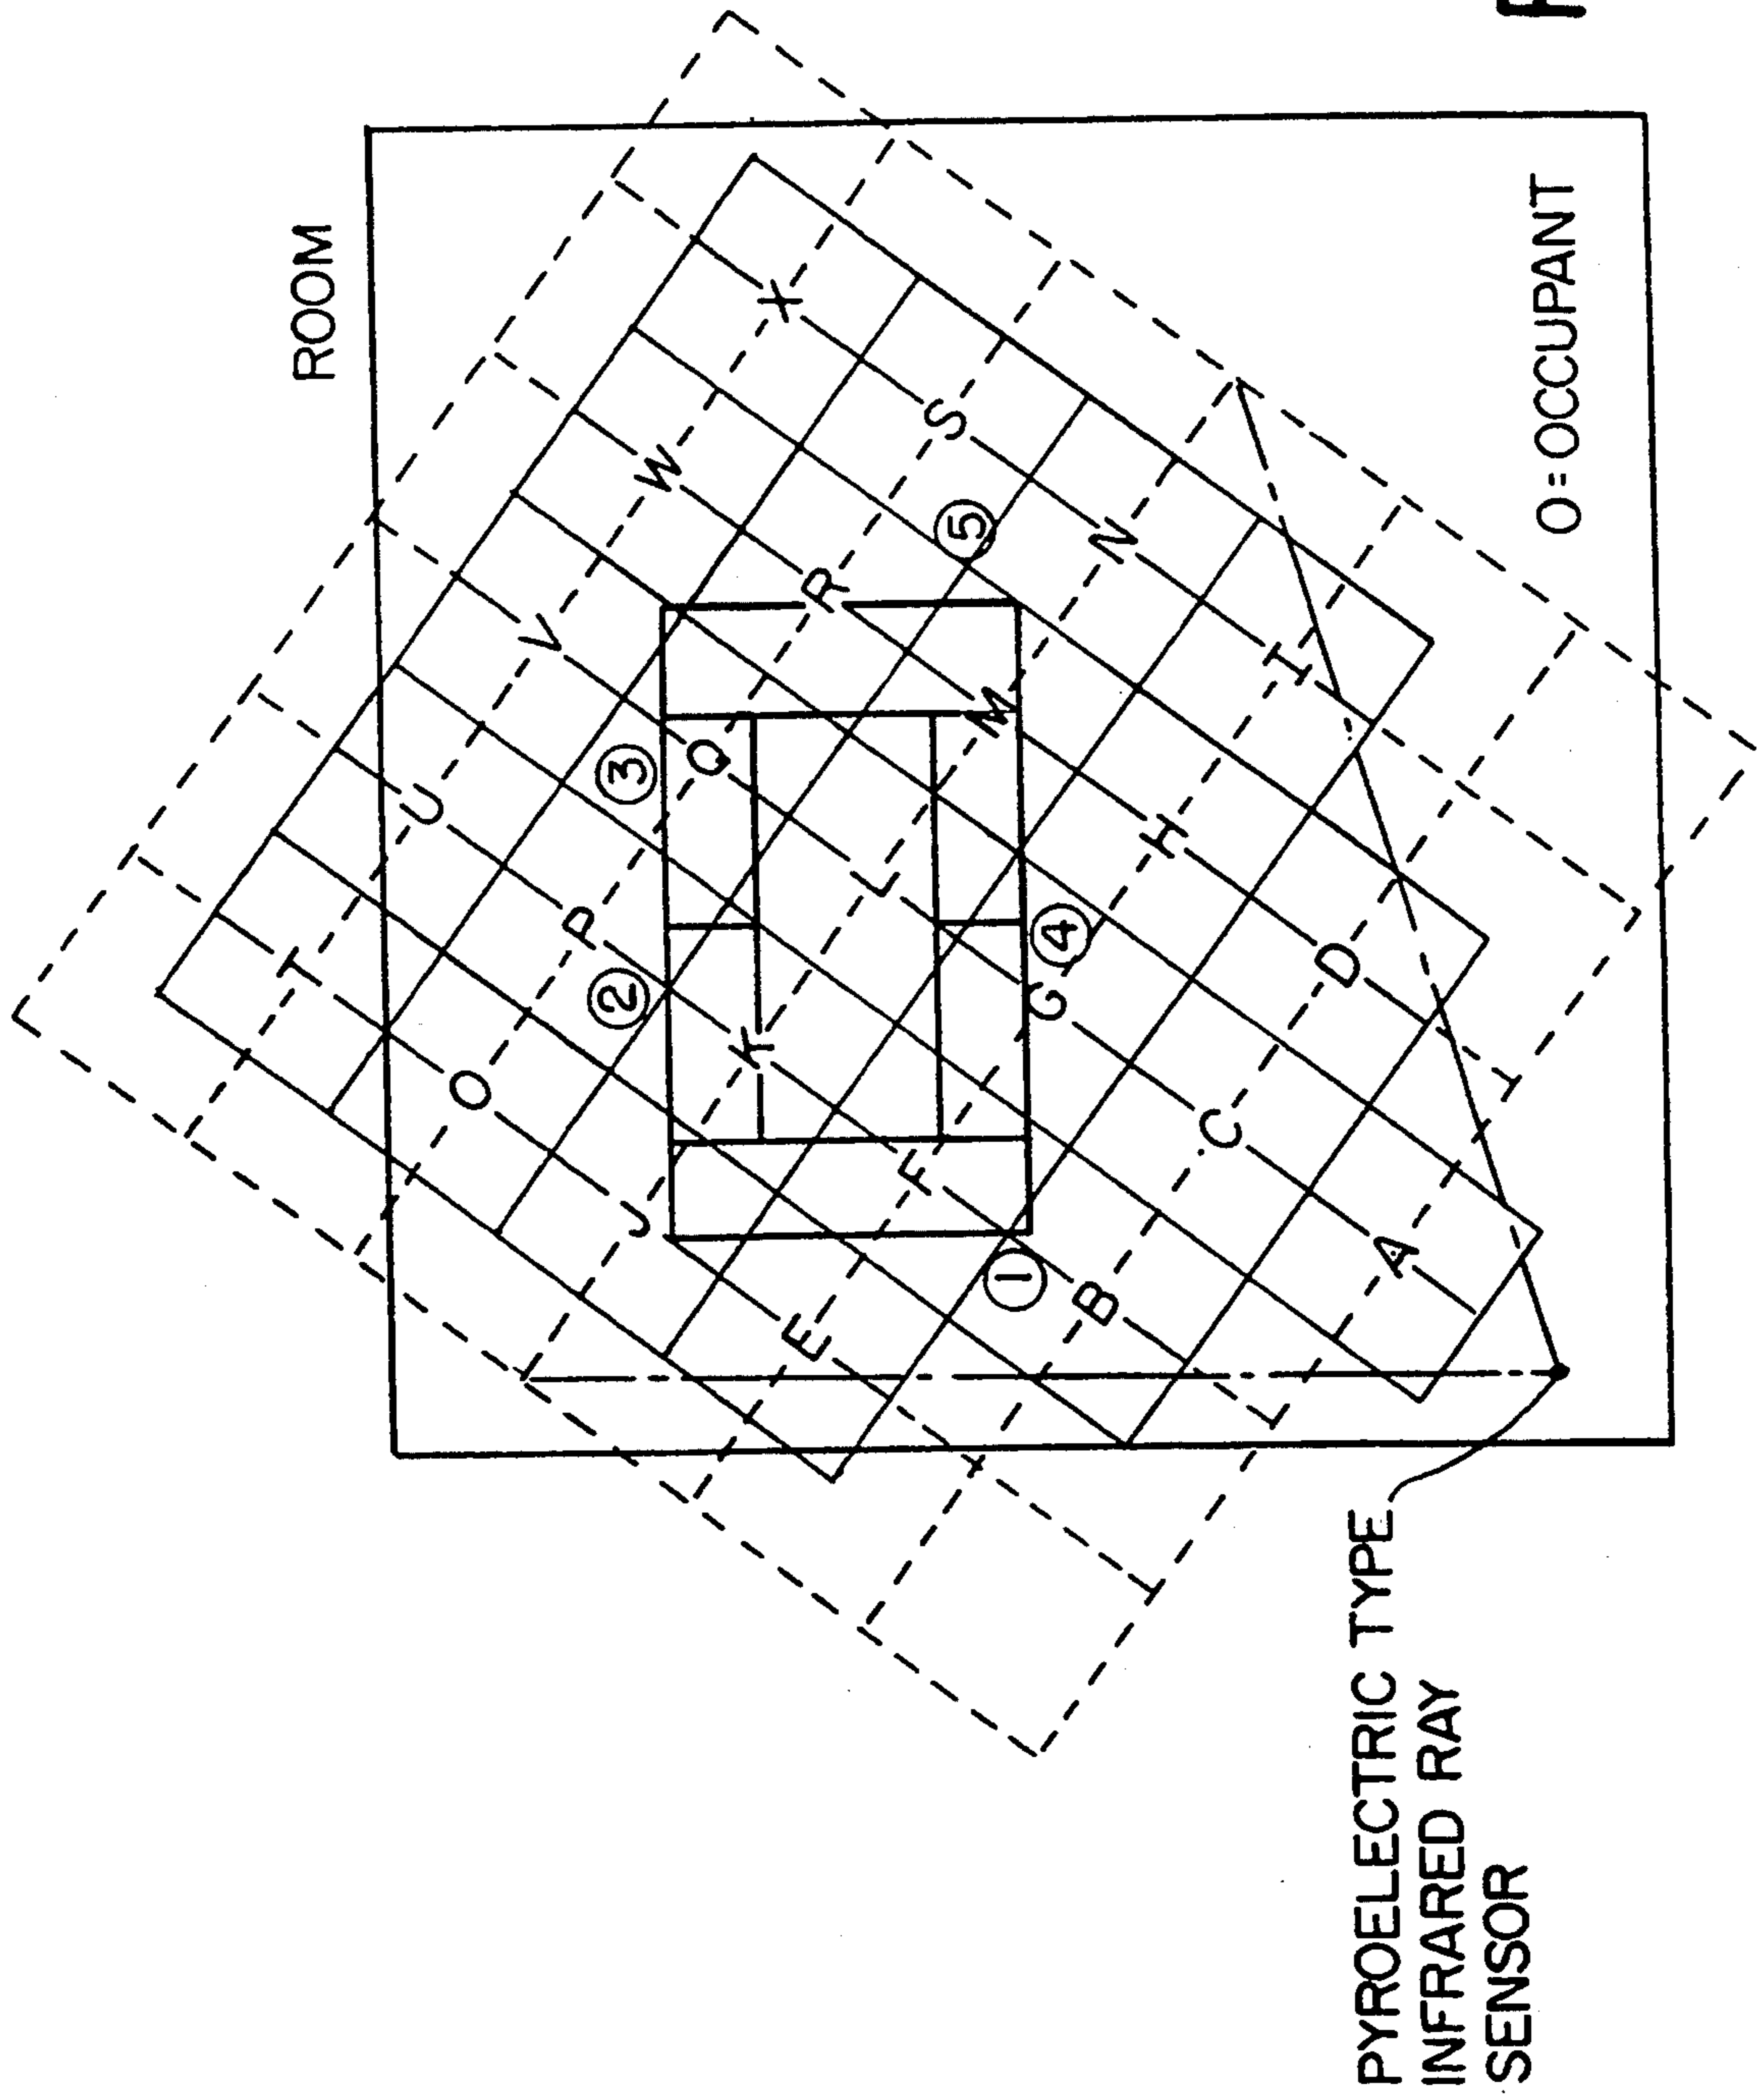 ROOM
T
U
V
W
X
O
P
Q
R
S
②
③
J
K
L
M
N
⑤
E
F
G
H
I
①
④
B
C
D
A
PYROELECTRIC TYPE
INFRARED RAY
SENSOR
O=OCCUPANT